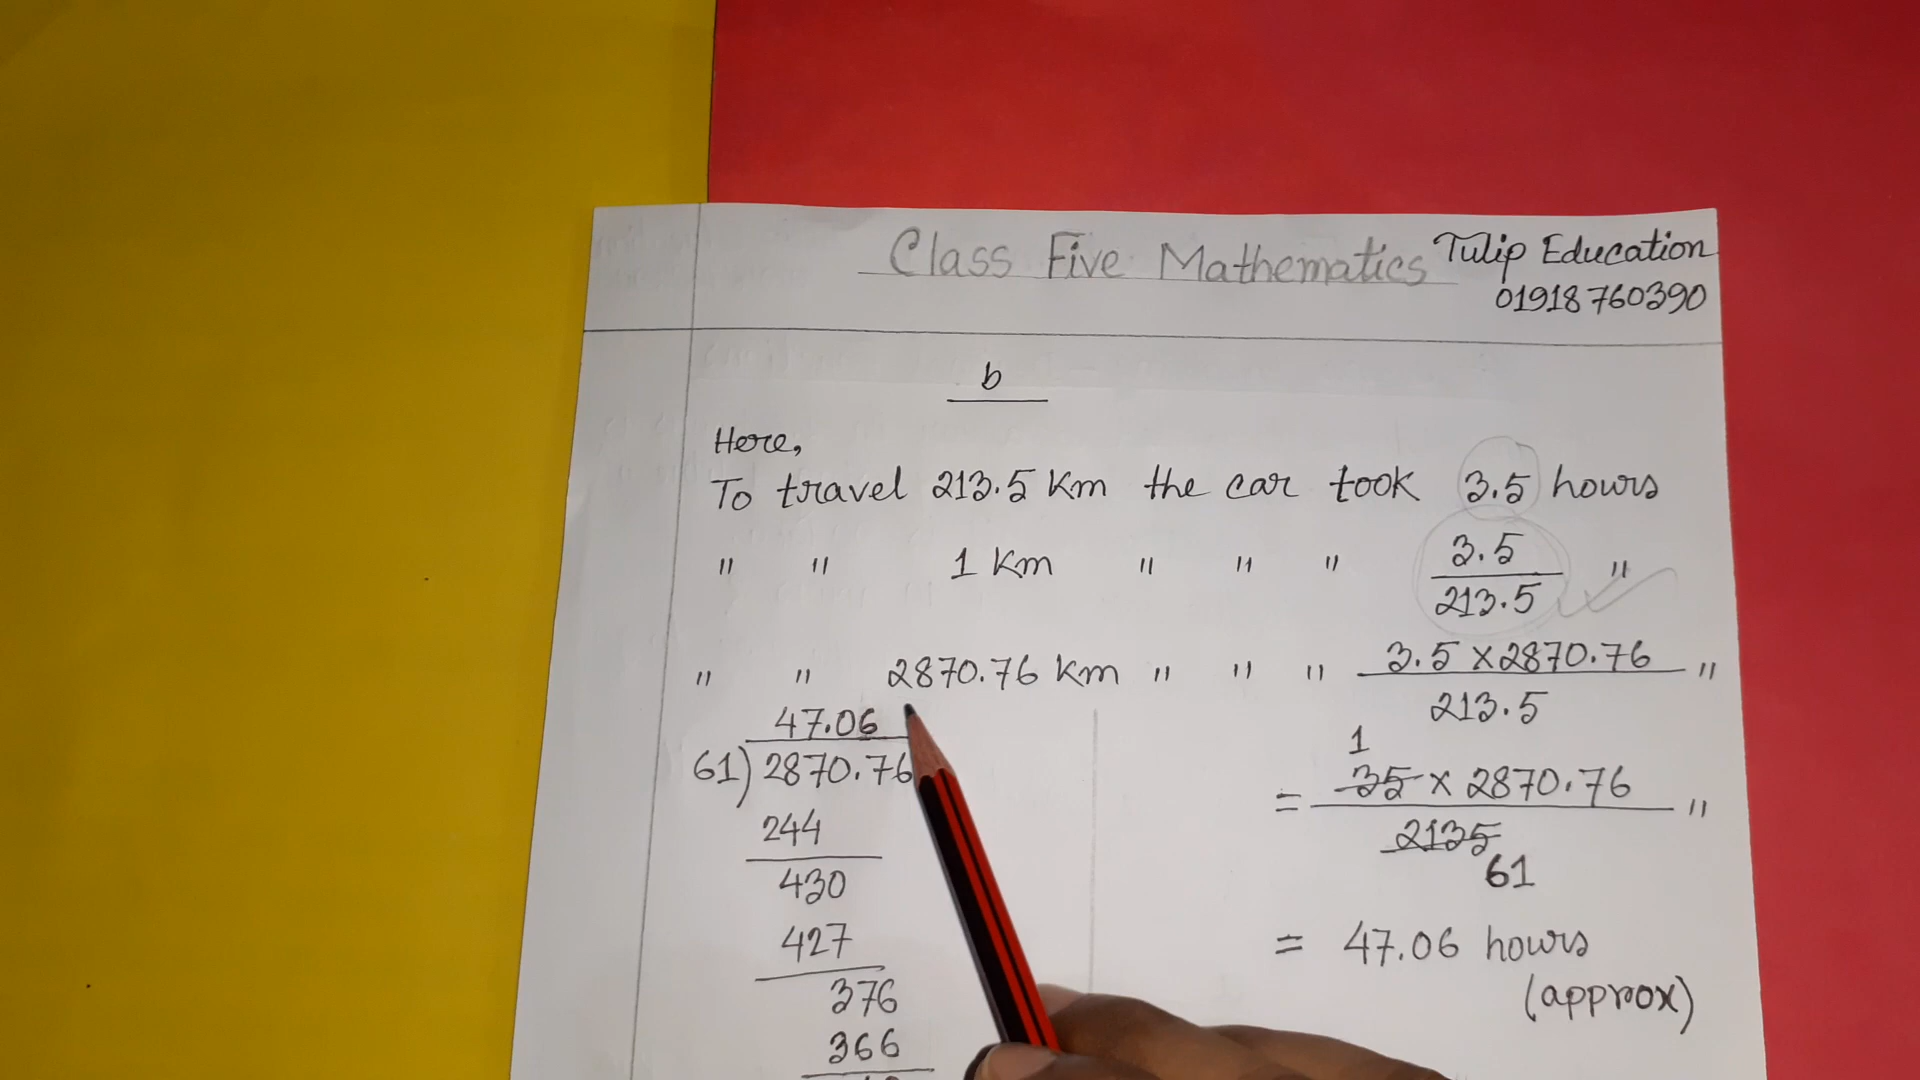 Class Five Mathematics
Tulip Education
01918760390
b
Here,
To travel 213.5 Km the car took 3.5 hours
" " 1 Km " " " 3.5 "
213.5
" " 2870.76 Km " " " 3.5 x 2870.76 "
213.5
47.06
61) 2870.76
244
430
427
376
366
1
= 35 x 2870.76 "
2135
61
= 47.06 hours
(approx)